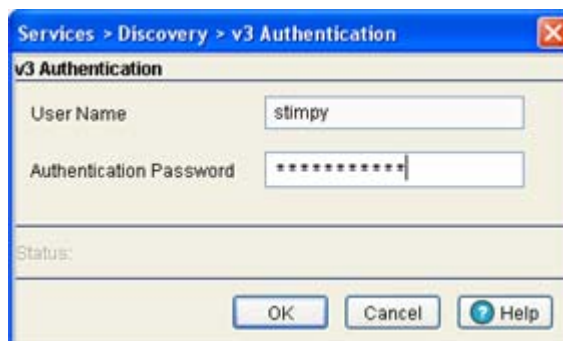 Services > Discovery > v3 Authentication
v3 Authentication
User Name stimpy
Authentication Password ***********
Status:
OK Cancel Help